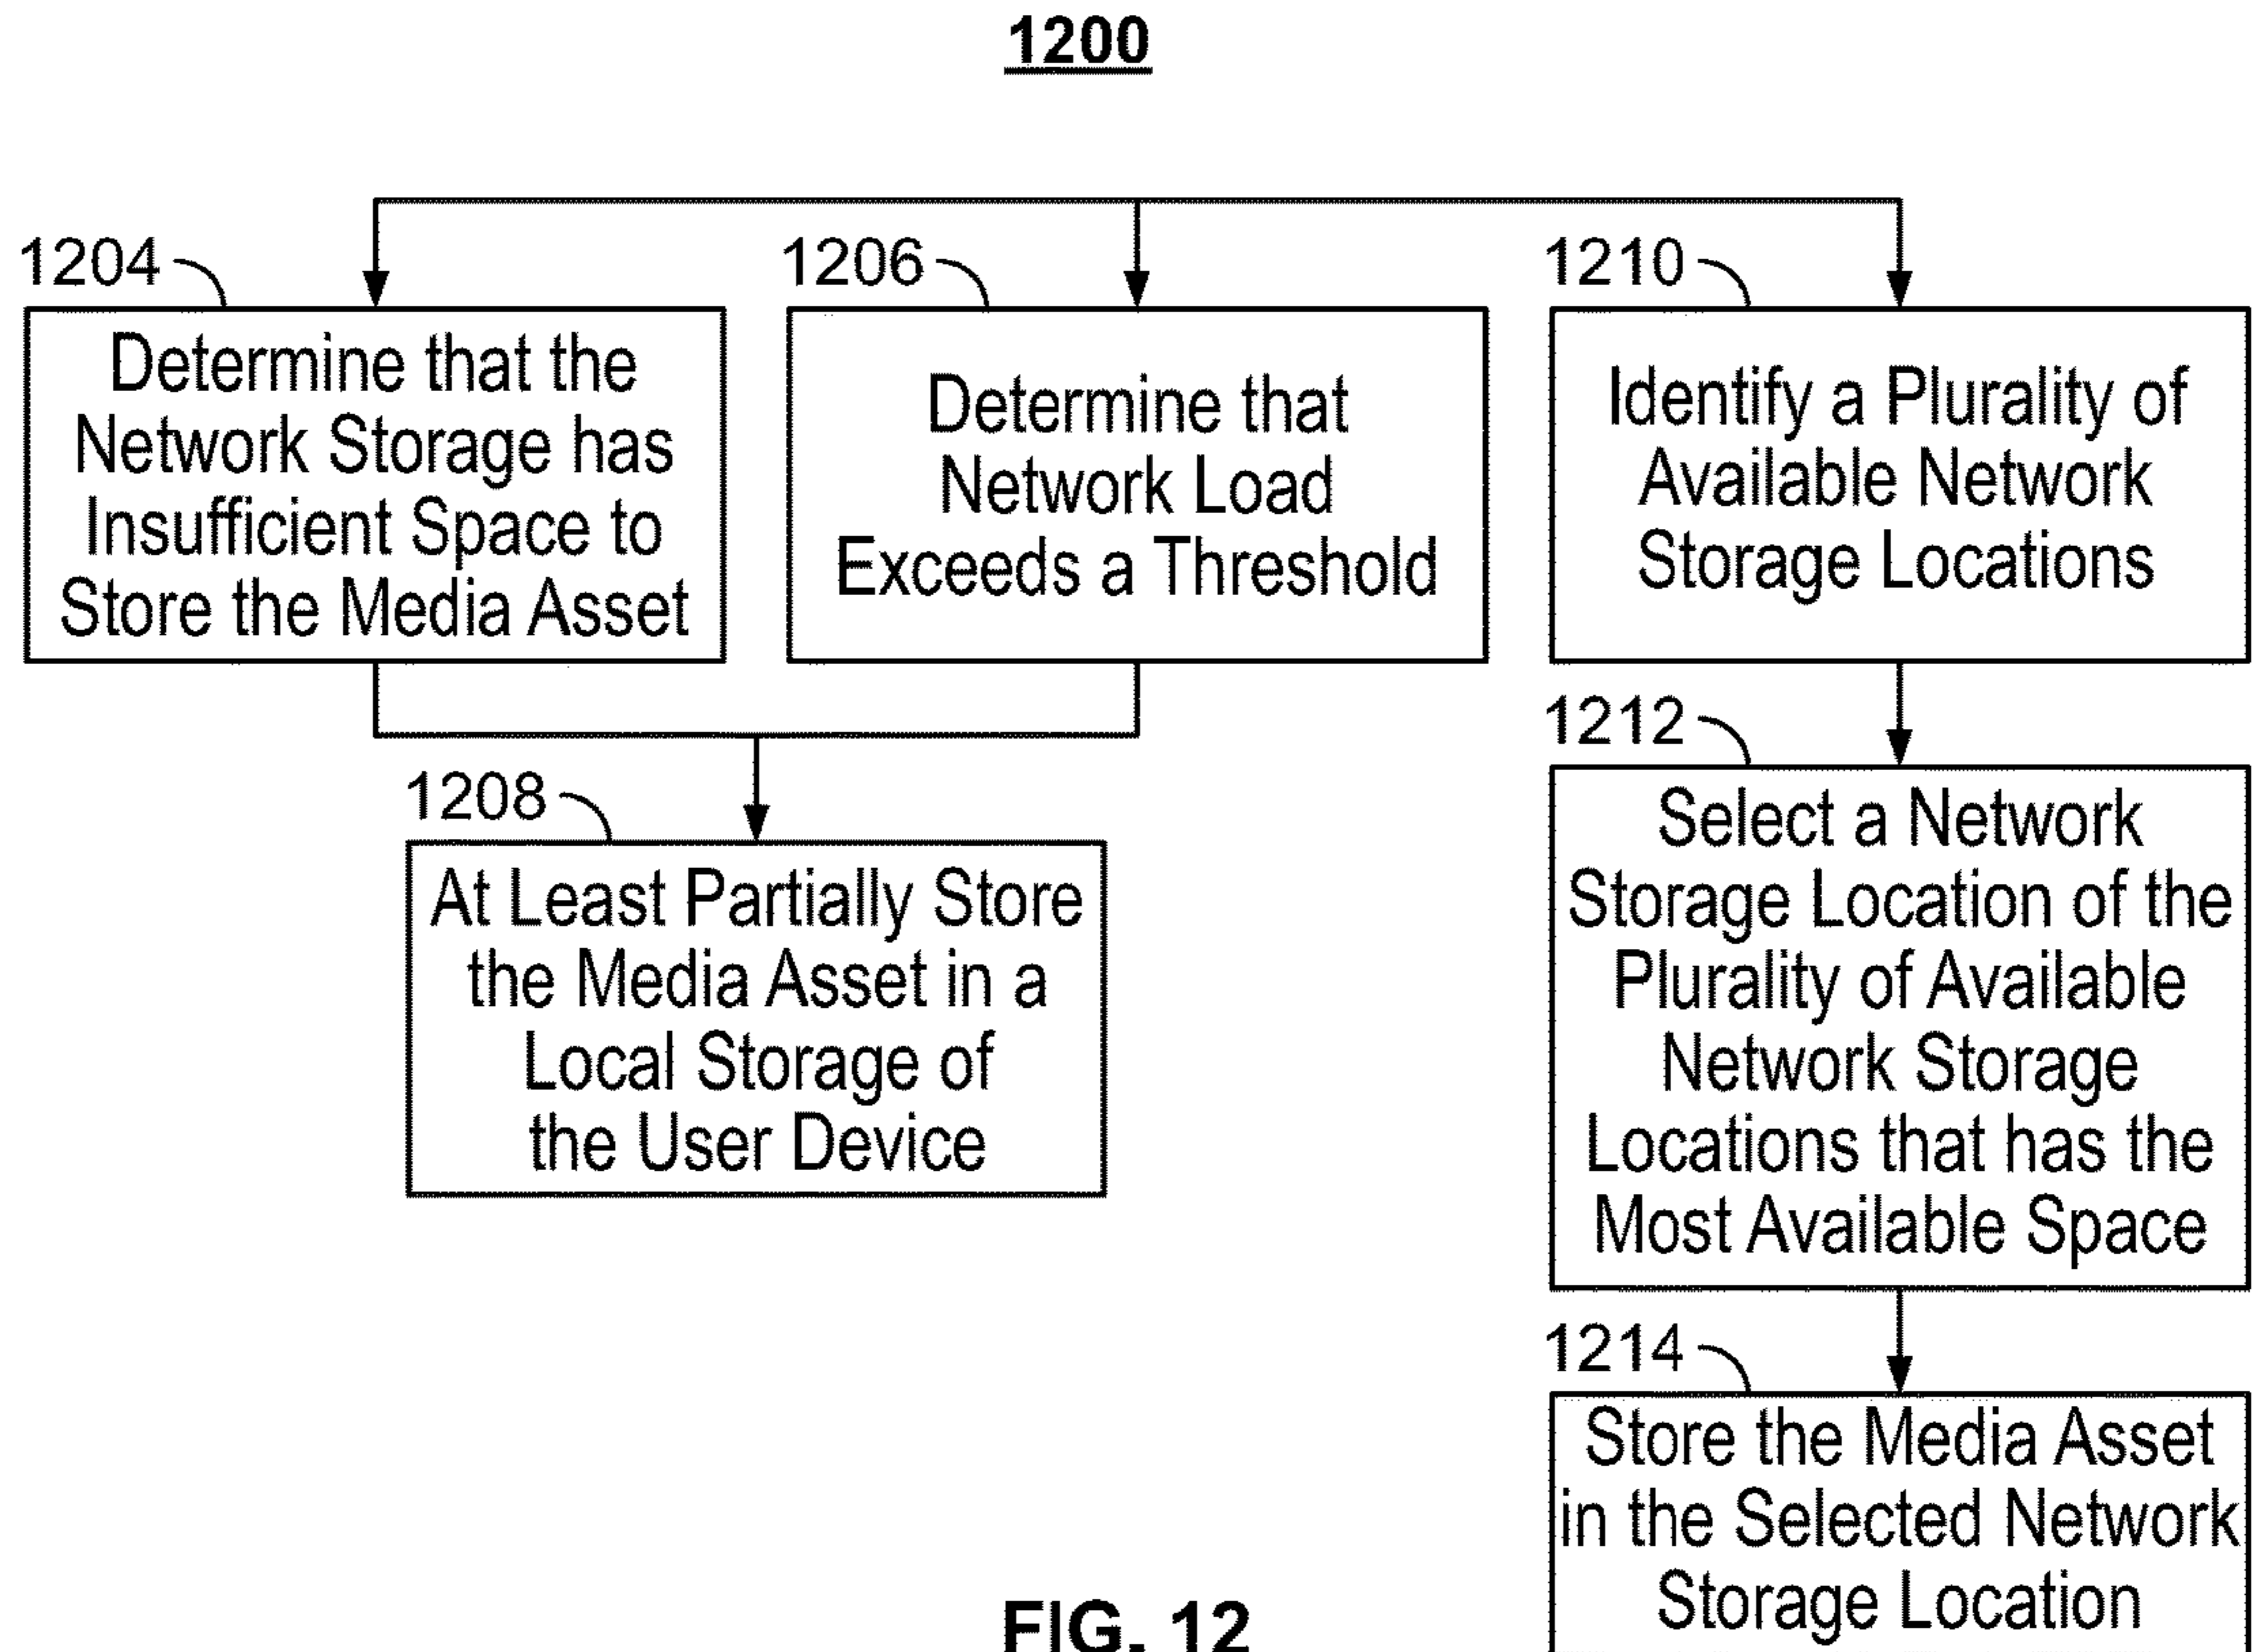 1200
1204
Determine that the
Network Storage has
Insufficient Space to
Store the Media Asset
1206
Determine that
Network Load
Exceeds a Threshold
1210
Identify a Plurality of
Available Network
Storage Locations
1208
At Least Partially Store
the Media Asset in a
Local Storage of
the User Device
1212
Select a Network
Storage Location of the
Plurality of Available
Network Storage
Locations that has the
Most Available Space
1214
Store the Media Asset
in the Selected Network
Storage Location
FIG. 12